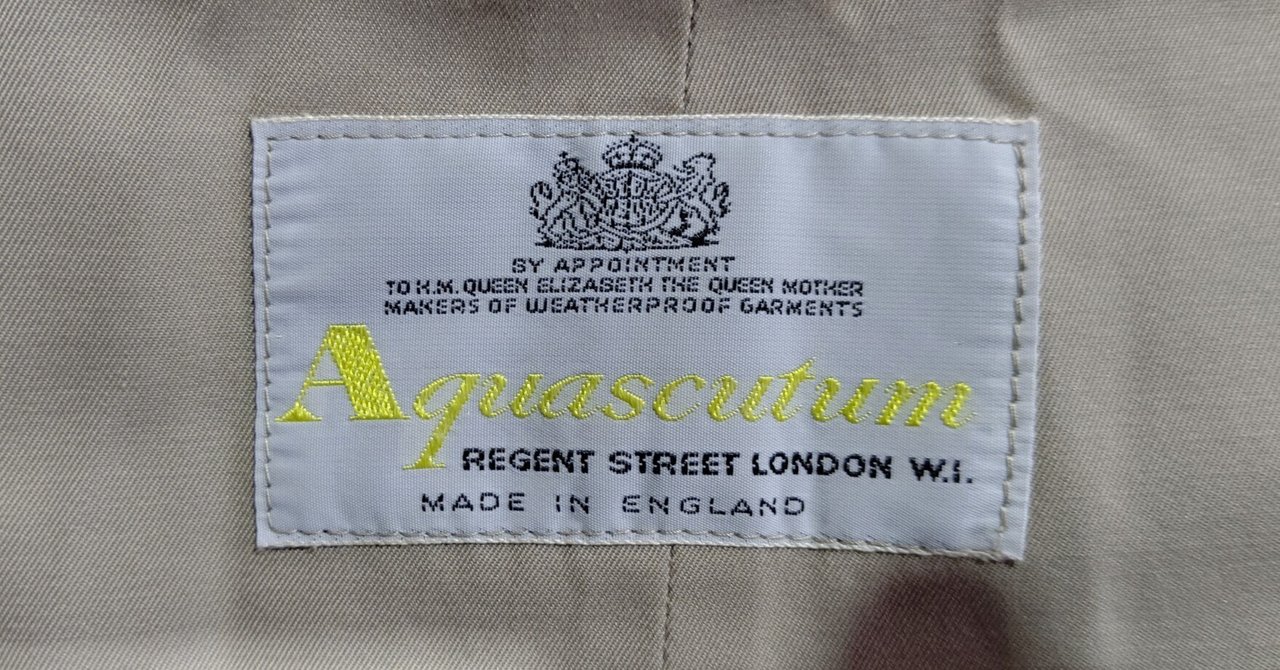 BY APPOINTMENT
TO H.M. QUEEN ELIZABETH THE QUEEN MOTHER
MAKERS OF WEATHERPROOF GARMENTS
Aquascutum
REGENT STREET LONDON W.I.
MADE IN ENGLAND